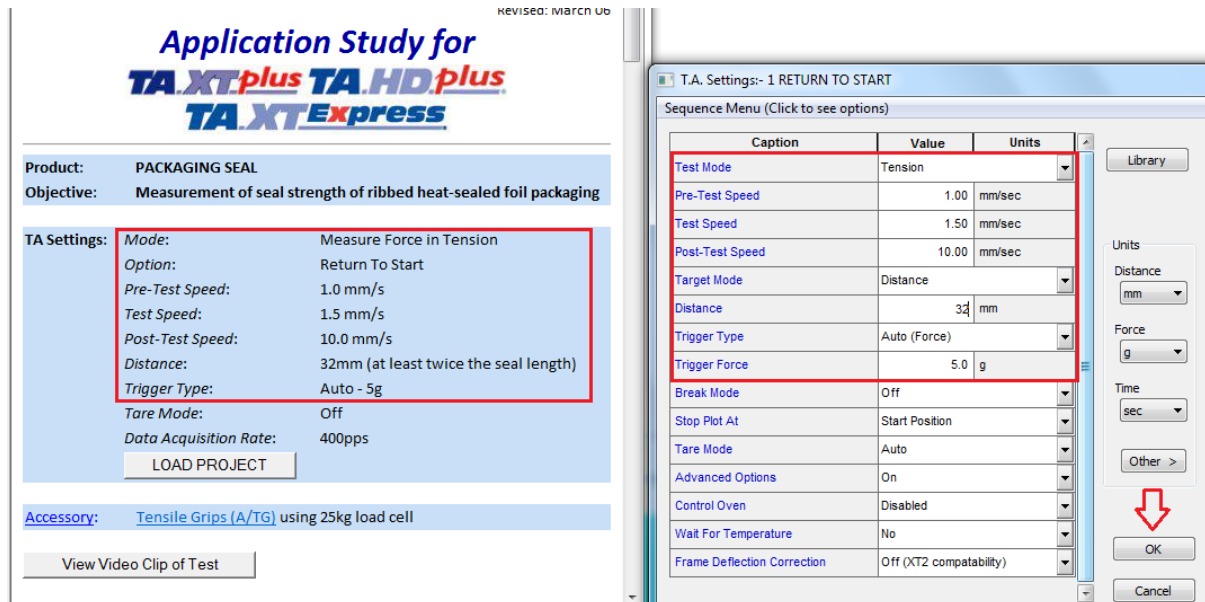 Revised: March 06
Application Study for
TA.XTplus TA.HD.plus
TA.XTExpress
Product: PACKAGING SEAL
Objective: Measurement of seal strength of ribbed heat-sealed foil packaging
TA Settings: Mode: Measure Force in Tension
Option: Return To Start
Pre-Test Speed: 1.0 mm/s
Test Speed: 1.5 mm/s
Post-Test Speed: 10.0 mm/s
Distance: 32mm (at least twice the seal length)
Trigger Type: Auto - 5g
Tare Mode: Off
Data Acquisition Rate: 400pps
LOAD PROJECT
Accessory: Tensile Grips (A/TG) using 25kg load cell
View Video Clip of Test
T.A. Settings:- 1 RETURN TO START
Sequence Menu (Click to see options)
Caption Value Units
Test Mode Tension
Pre-Test Speed 1.00 mm/sec
Test Speed 1.50 mm/sec
Post-Test Speed 10.00 mm/sec
Target Mode Distance
Distance 32 mm
Trigger Type Auto (Force)
Trigger Force 5.0 g
Break Mode Off
Stop Plot At Start Position
Tare Mode Auto
Advanced Options On
Control Oven Disabled
Wait For Temperature No
Frame Deflection Correction Off (XT2 compatability)
Library
Units
Distance
mm
Force
g
Time
sec
Other >
OK
Cancel